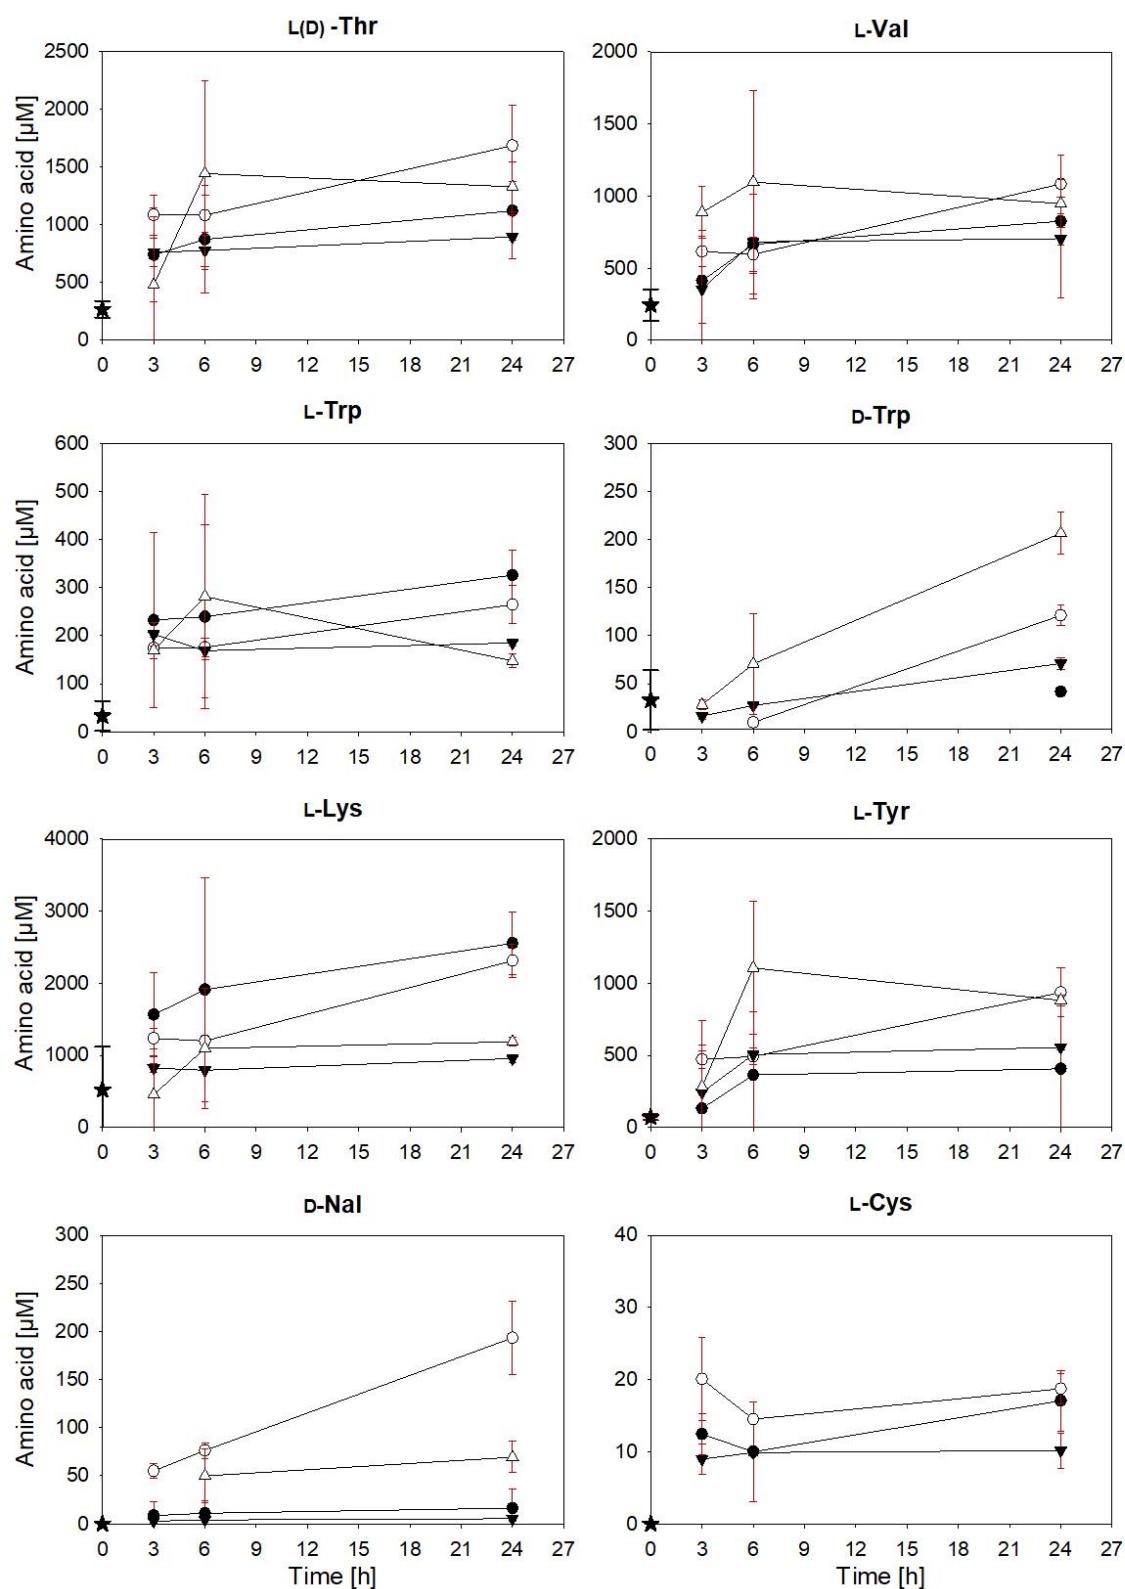 L(D) -Thr
L-Val
Amino acid [µM]
2500
2000
1500
1000
500
0
0 3 6 9 12 15 18 21 24 27
2000
1500
1000
500
0
0 3 6 9 12 15 18 21 24 27
L-Trp
D-Trp
Amino acid [µM]
600
500
400
300
200
100
0
0 3 6 9 12 15 18 21 24 27
300
250
200
150
100
50
0
0 3 6 9 12 15 18 21 24 27
L-Lys
L-Tyr
Amino acid [µM]
4000
3000
2000
1000
0
0 3 6 9 12 15 18 21 24 27
2000
1500
1000
500
0
0 3 6 9 12 15 18 21 24 27
D-Nal
L-Cys
Amino acid [µM]
300
250
200
150
100
50
0
0 3 6 9 12 15 18 21 24 27
Time [h]
40
30
20
10
0
0 3 6 9 12 15 18 21 24 27
Time [h]